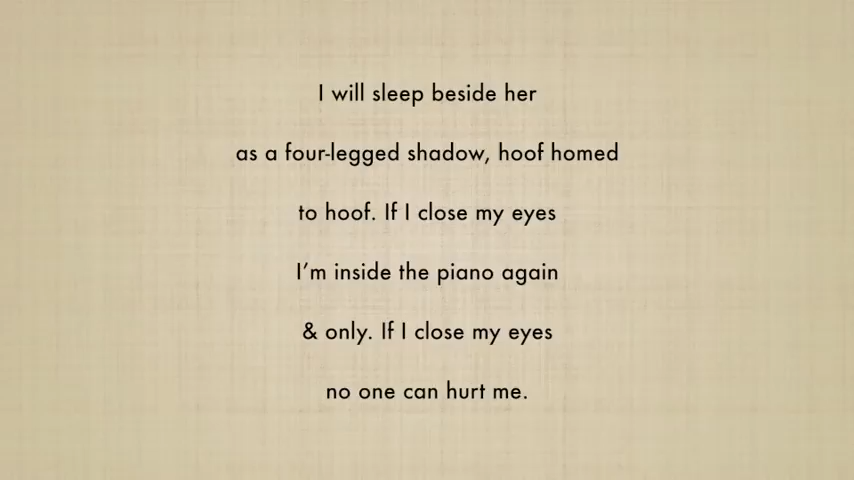 I will sleep beside her
as a four-legged shadow, hoof homed
to hoof. If I close my eyes
I’m inside the piano again
& only. If I close my eyes
no one can hurt me.